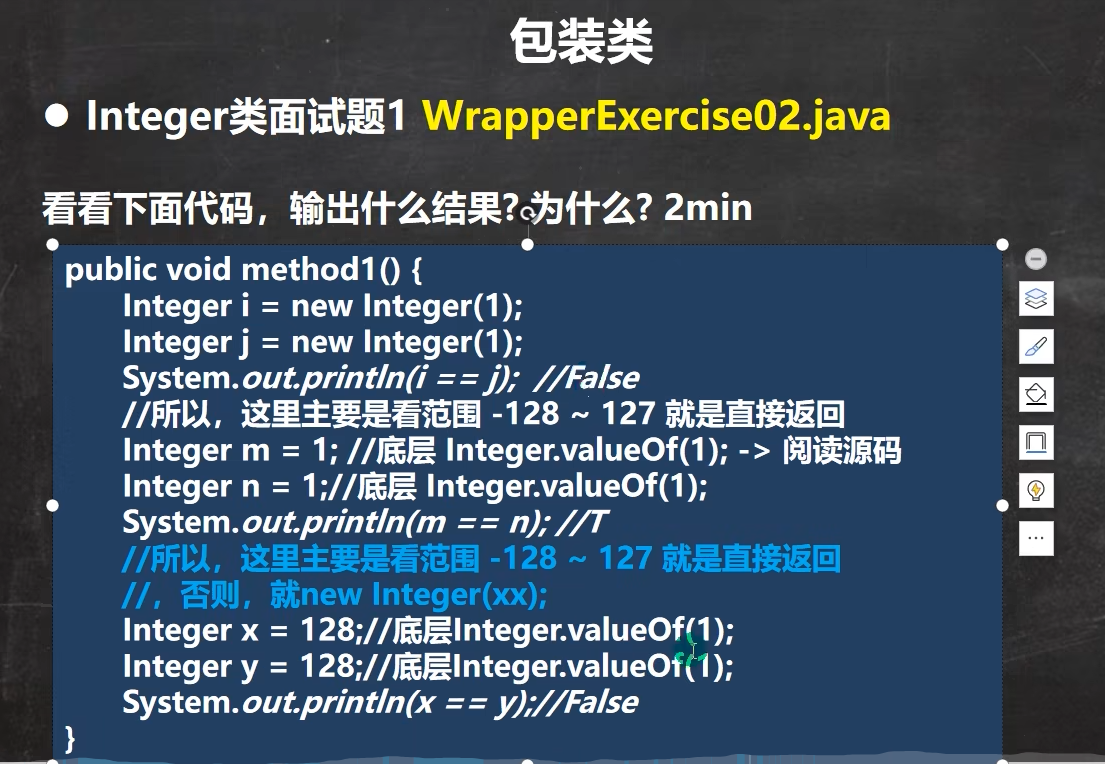 包装类
● Integer类面试题1 WrapperExercise02.java
看看下面代码，输出什么结果? 为什么? 2min
public void method1() {
Integer i = new Integer(1);
Integer j = new Integer(1);
System.out.println(i == j);  //False
//所以，这里主要是看范围 -128 ~ 127 就是直接返回
Integer m = 1; //底层 Integer.valueOf(1); -> 阅读源码
Integer n = 1;//底层 Integer.valueOf(1);
System.out.println(m == n); //T
//所以，这里主要是看范围 -128 ~ 127 就是直接返回
//，否则，就new Integer(xx);
Integer x = 128;//底层Integer.valueOf(1);
Integer y = 128;//底层Integer.valueOf(1);
System.out.println(x == y);//False
}